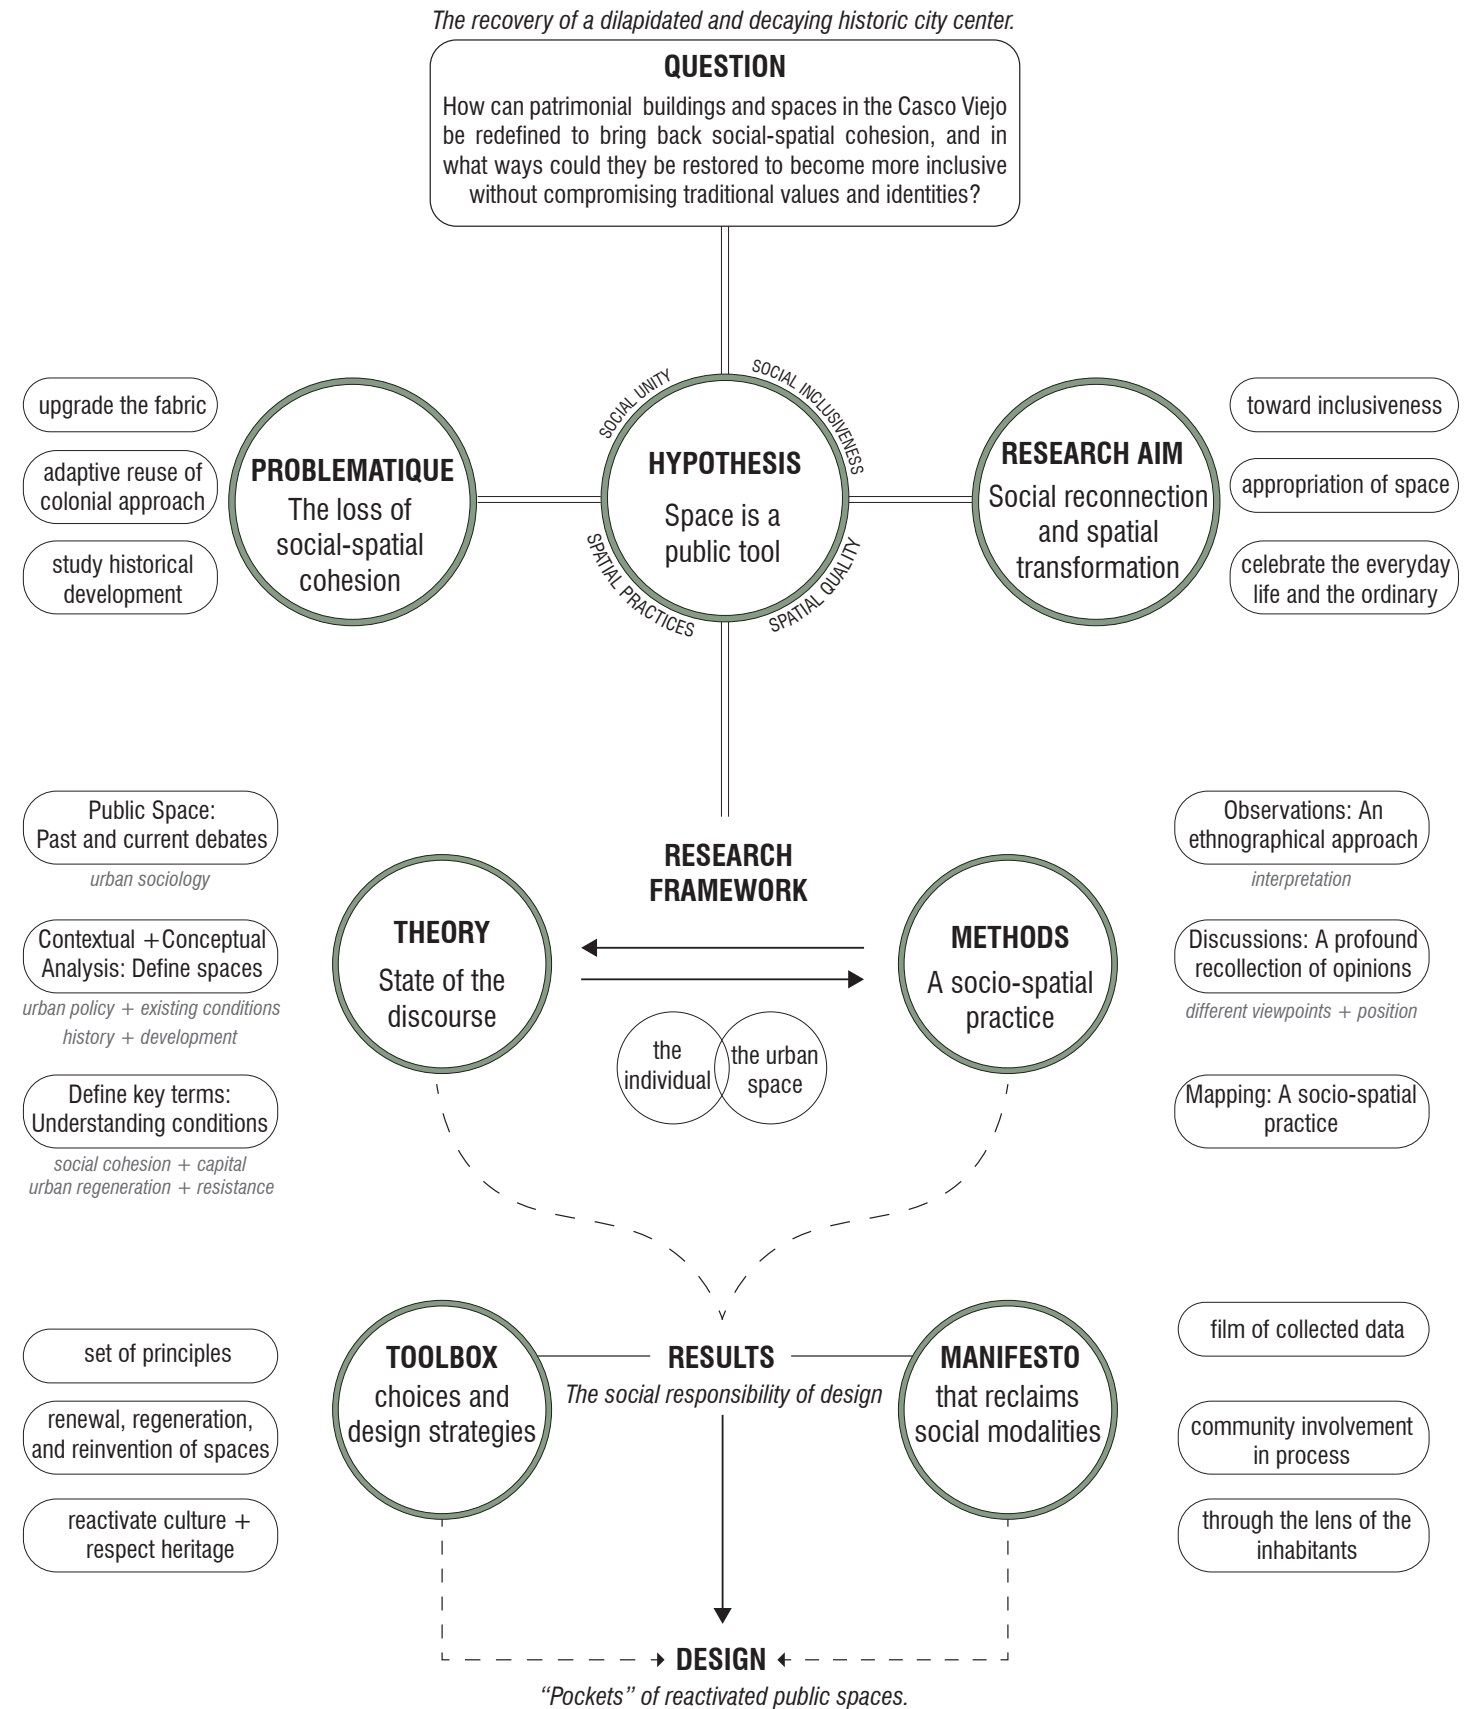 The recovery of a dilapidated and decaying historic city center.
QUESTION
How can patrimonial buildings and spaces in the Casco Viejo
be redefined to bring back social-spatial cohesion, and in
what ways could they be restored to become more inclusive
without compromising traditional values and identities?
upgrade the fabric
adaptive reuse of
colonial approach
study historical
development
PROBLEMATIQUE
The loss of
social-spatial
cohesion
SOCIAL UNITY
SOCIAL INCLUSIVENESS
HYPOTHESIS
Space is a
public tool
SPATIAL PRACTICES
SPATIAL QUALITY
RESEARCH AIM
Social reconnection
and spatial
transformation
toward inclusiveness
appropriation of space
celebrate the everyday
life and the ordinary
Public Space:
Past and current debates
urban sociology
Contextual +Conceptual
Analysis: Define spaces
urban policy + existing conditions
history + development
Define key terms:
Understanding conditions
social cohesion + capital
urban regeneration + resistance
THEORY
State of the
discourse
RESEARCH
FRAMEWORK
the
individual
the urban
space
METHODS
A socio-spatial
practice
Observations: An
ethnographical approach
interpretation
Discussions: A profound
recollection of opinions
different viewpoints + position
Mapping: A socio-spatial
practice
set of principles
renewal, regeneration,
and reinvention of spaces
reactivate culture +
respect heritage
TOOLBOX
choices and
design strategies
RESULTS
The social responsibility of design
MANIFESTO
that reclaims
social modalities
film of collected data
community involvement
in process
through the lens of the
inhabitants
DESIGN
“Pockets” of reactivated public spaces.